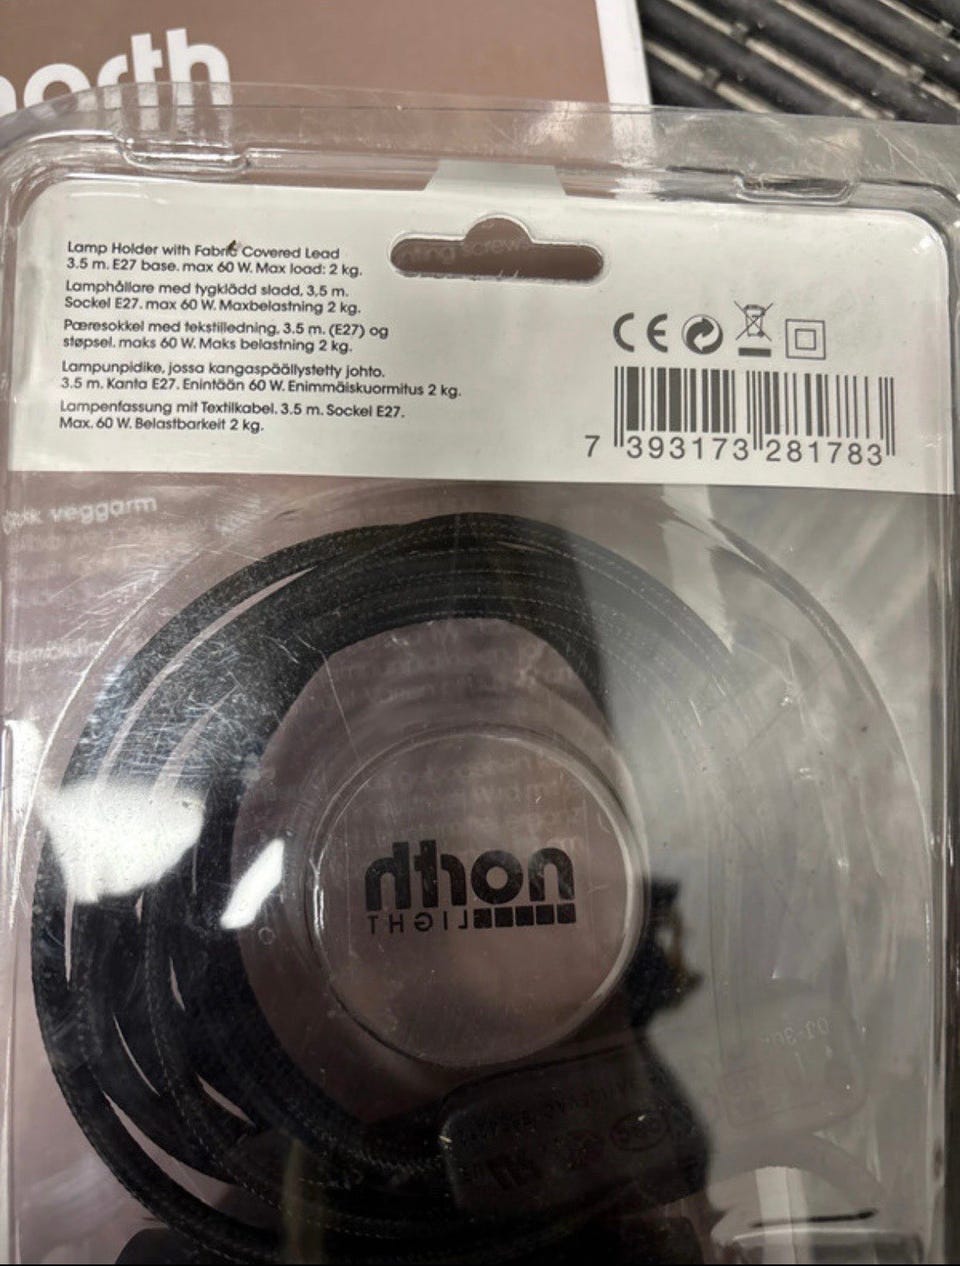 north
Lamp Holder with Fabric Covered Lead
3.5 m. E27 base. max 60 W. Max load: 2 kg.
Lamphållare med tygklädd sladd, 3,5 m.
Sockel E27. max 60 W. Maxbelastning 2 kg.
Pæresokkel med tekstilledning. 3.5 m. (E27) og
støpsel. maks 60 W. Maks belastning 2 kg.
Lampunpidike, jossa kangaspäällystetty johto.
3.5 m. Kanta E27. Enintään 60 W. Enimmäiskuormitus 2 kg.
Lampenfassung mit Textilkabel. 3.5 m. Sockel E27.
Max. 60 W. Belastbarkeit 2 kg.
CE
7 393173 281783
veggarm
north
LIGHT